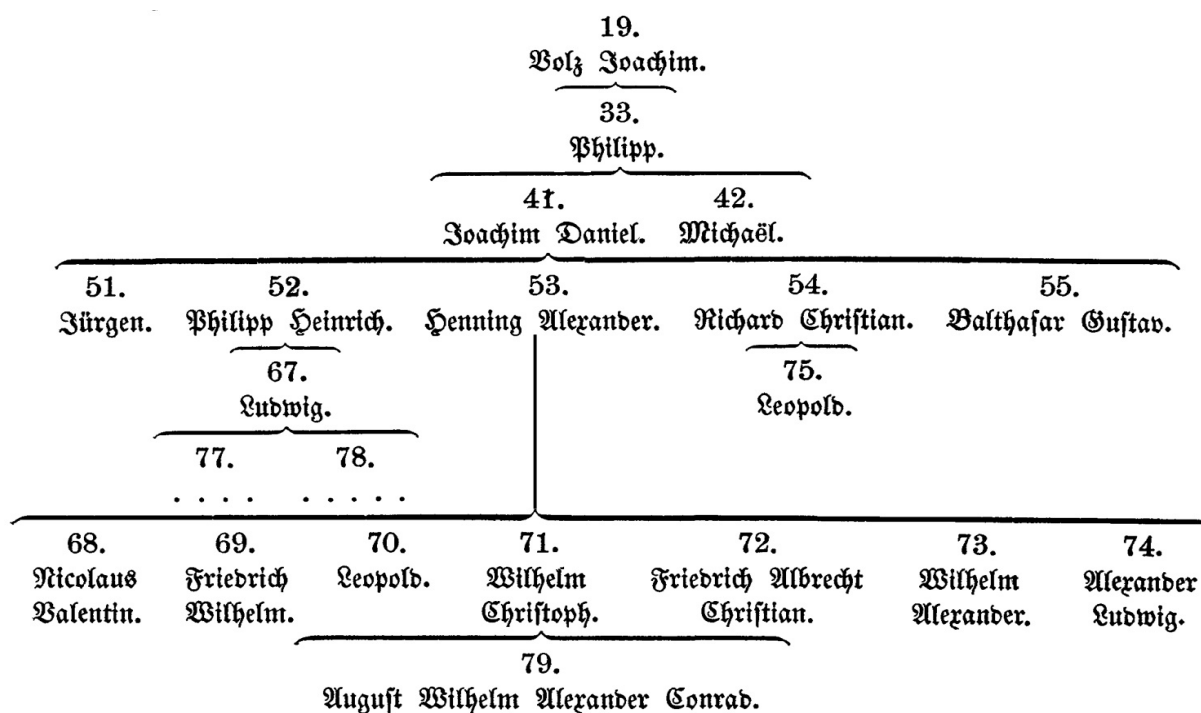 19.
Volz Joachim.
33.
Philipp.
41. 42.
Joachim Daniel. Michaël.
51. 52. 53. 54. 55.
Jürgen. Philipp Heinrich. Henning Alexander. Richard Christian. Balthasar Gustav.
67. 75.
Ludwig. Leopold.
77. 78.
. . . . . . . . .
68. 69. 70. 71. 72. 73. 74.
Nicolaus Friedrich Leopold. Wilhelm Friedrich Albrecht Wilhelm Alexander
Valentin. Wilhelm. Christoph. Christian. Alexander. Ludwig.
79.
August Wilhelm Alexander Conrad.